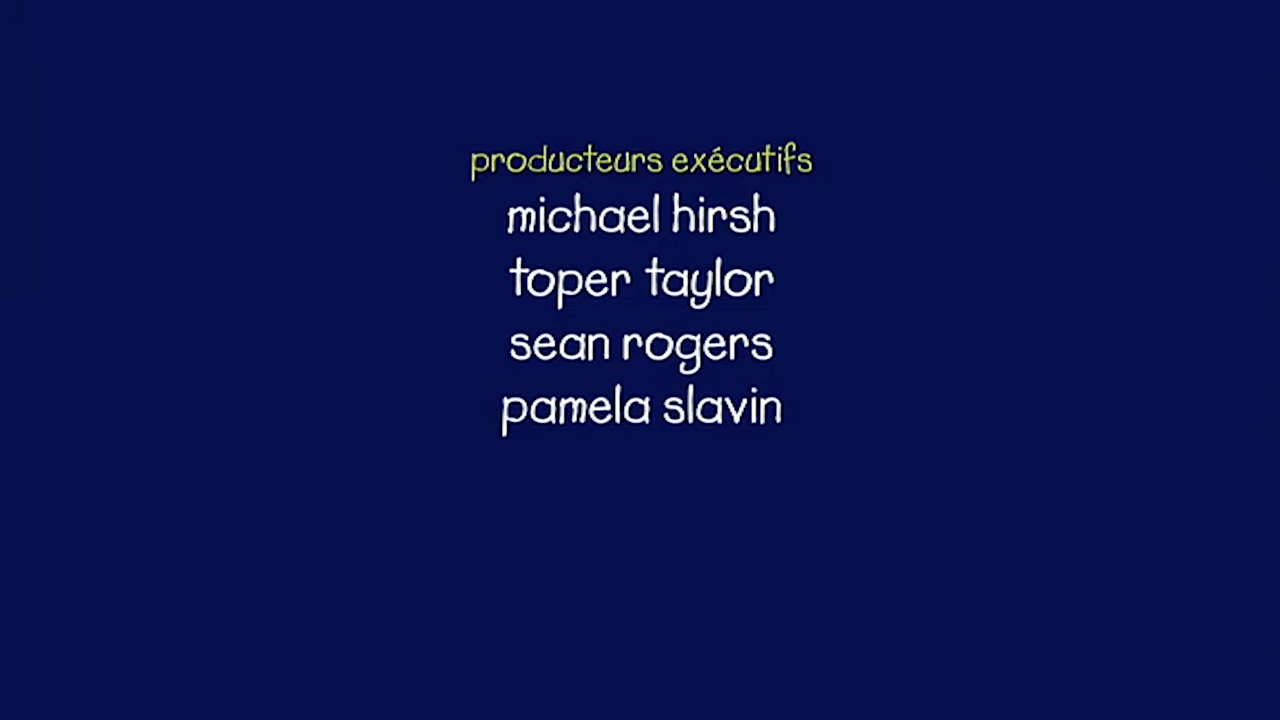 producteurs exécutifs
michael hirsh
toper taylor
sean rogers
pamela slavin